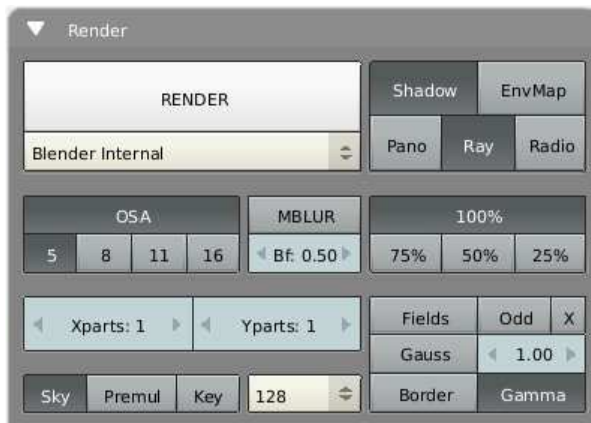 Render
RENDER
Shadow EnvMap
Blender Internal
Pano Ray Radio
OSA MBLUR 100%
5 8 11 16 Bf: 0.50 75% 50% 25%
Xparts: 1 Yparts: 1 Fields Odd X
Gauss 1.00
Sky Premul Key 128 Border Gamma